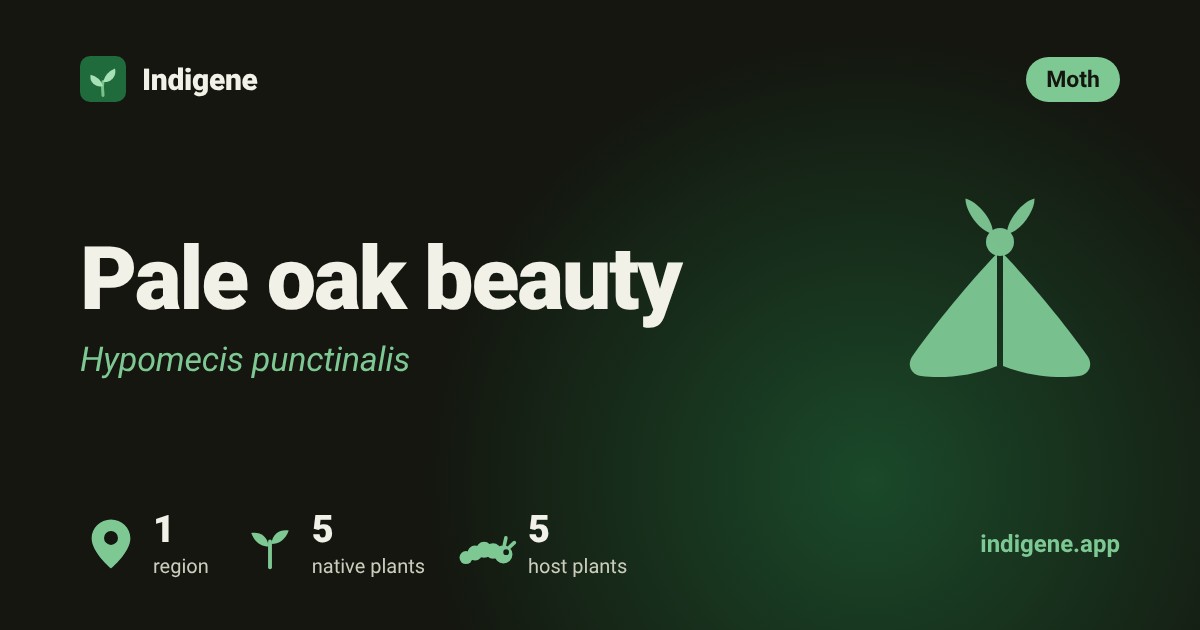 Indigene
Moth
Pale oak beauty
Hypomecis punctinalis
1
region
5
native plants
5
host plants
indigene.app